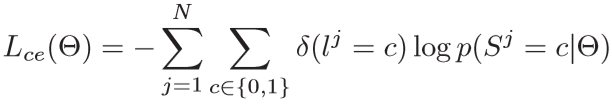 $L_{ce}(\Theta) = -\sum_{j=1}^{N} \sum_{c \in \{0,1\}} \delta(l^j = c) \log p(S^j = c|\Theta)$